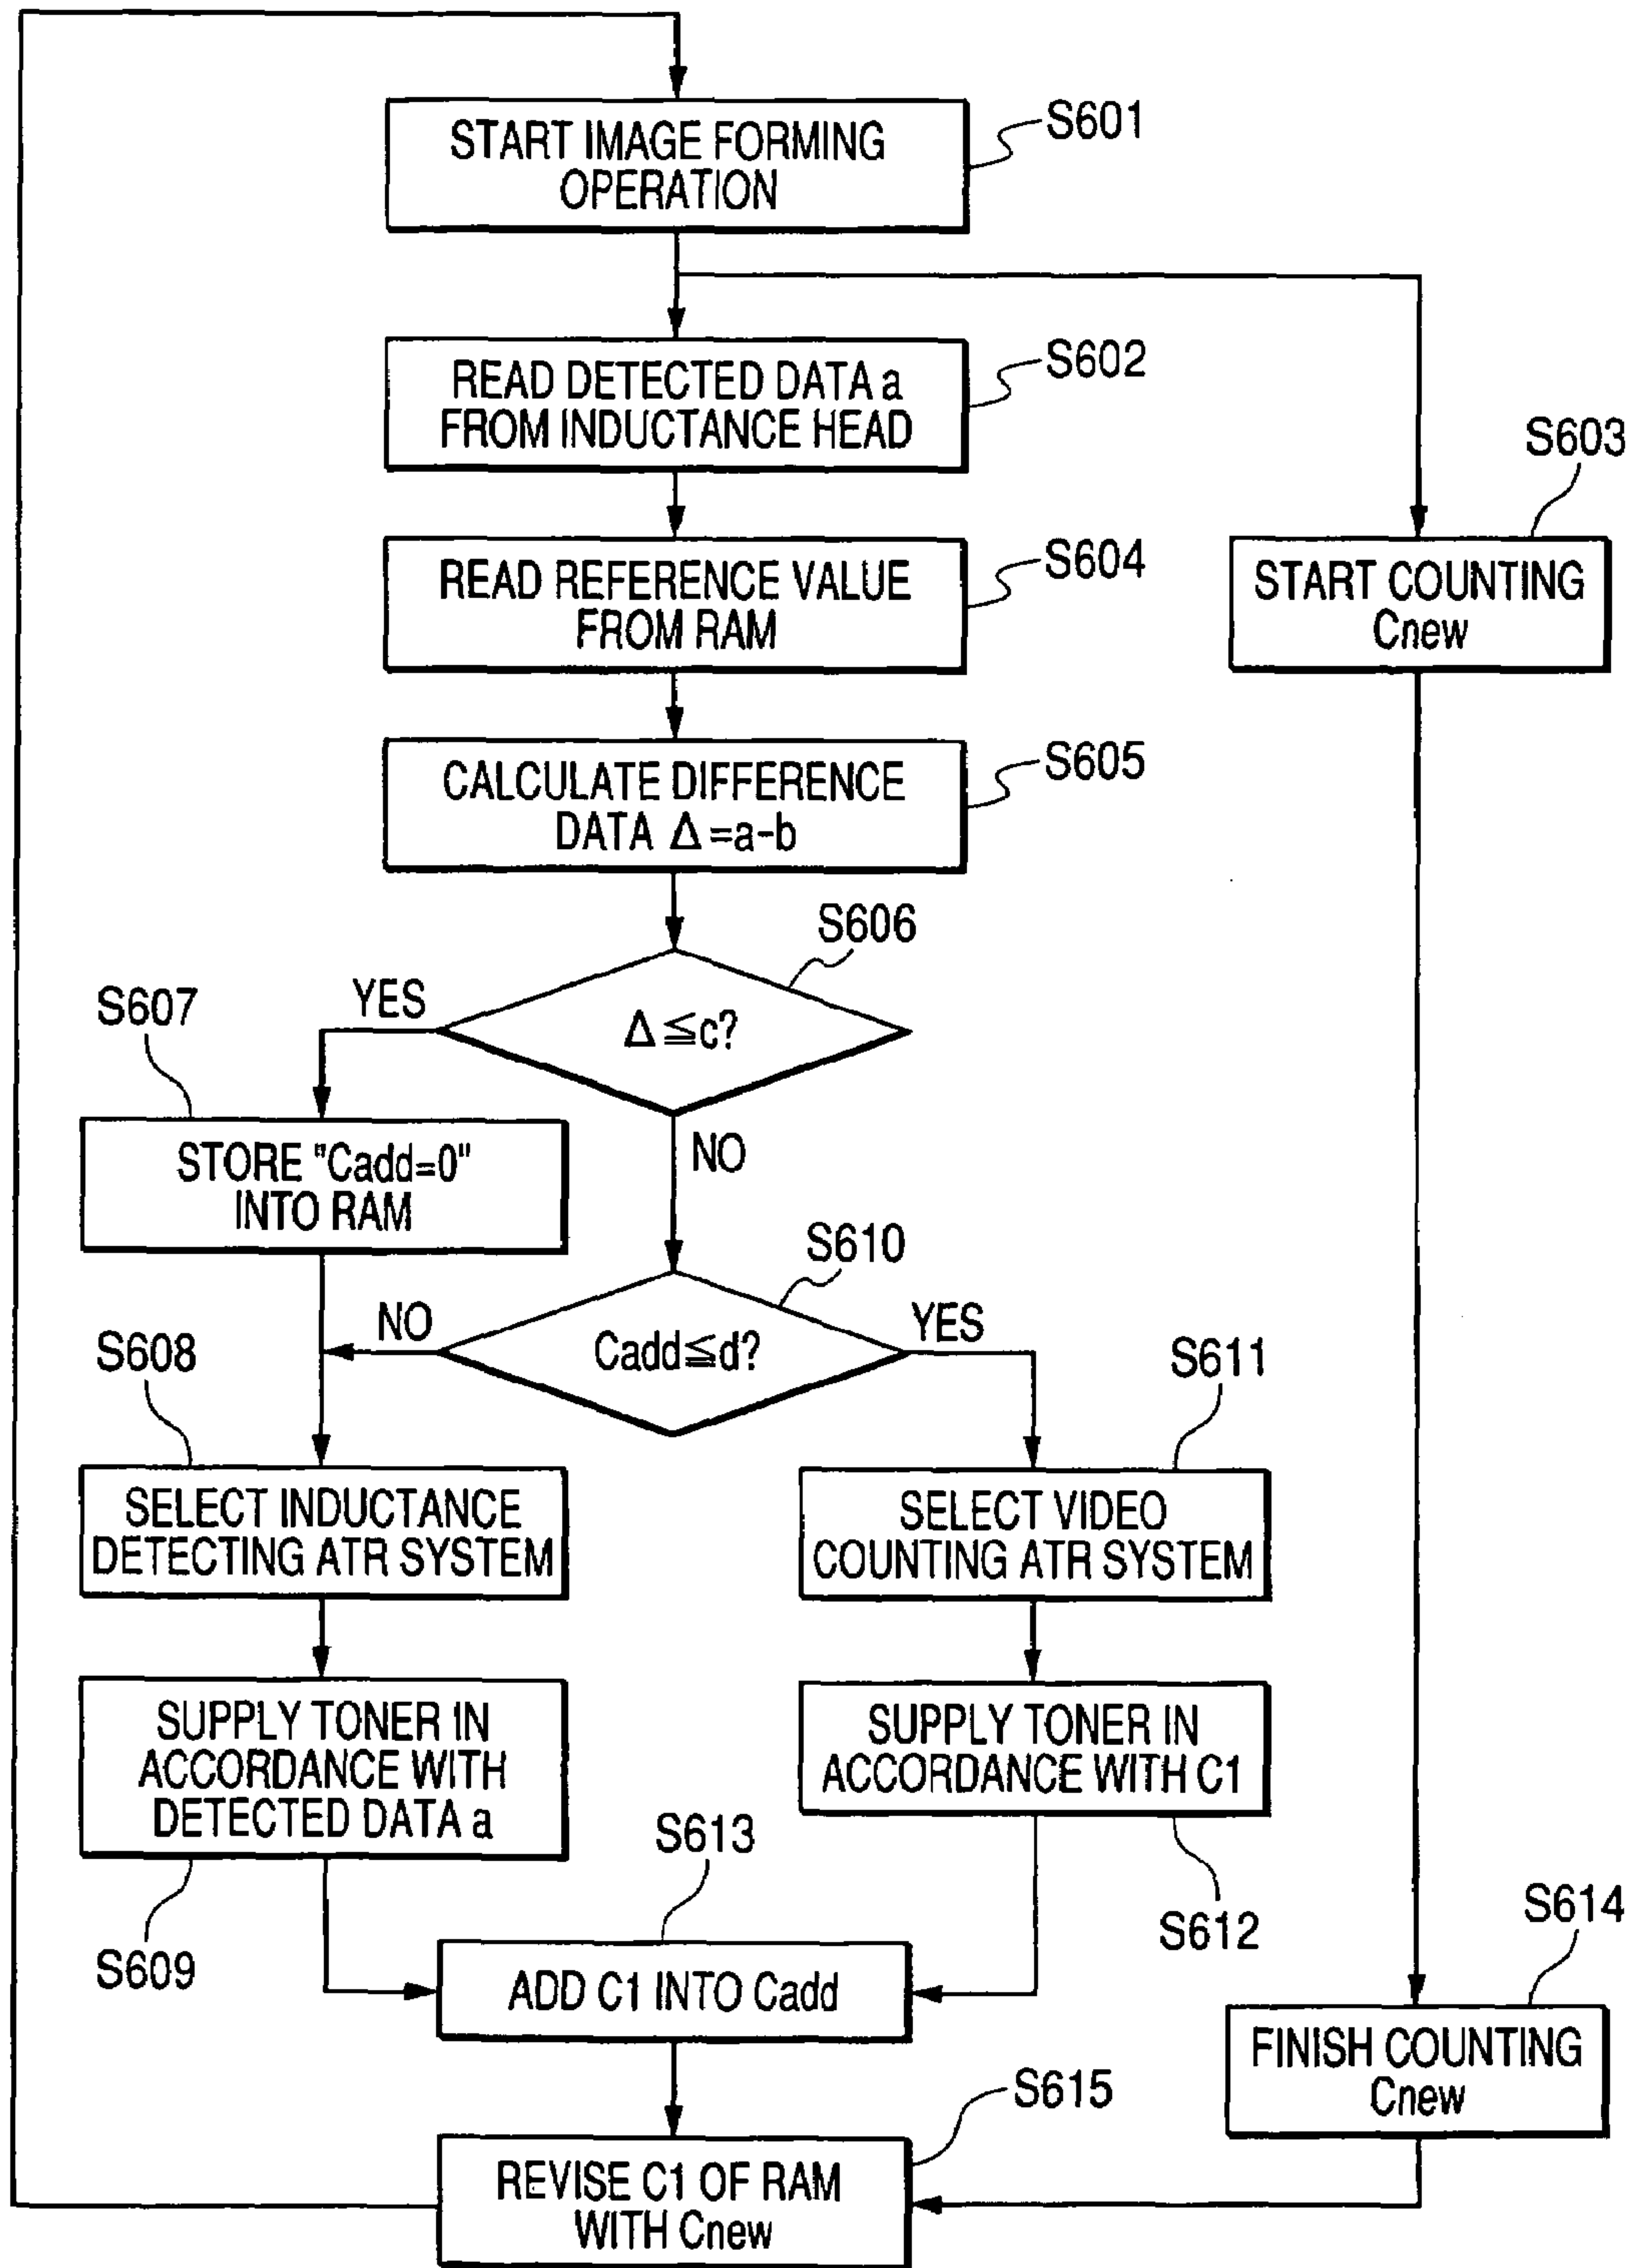 START IMAGE FORMING
OPERATION
S601
READ DETECTED DATA a
FROM INDUCTANCE HEAD
S602
S603
START COUNTING
Cnew
READ REFERENCE VALUE
FROM RAM
S604
CALCULATE DIFFERENCE
DATA Δ=a-b
S605
S606
Δ≦c?
YES
NO
S607
STORE "Cadd=0"
INTO RAM
S610
Cadd≦d?
NO
YES
S608
SELECT INDUCTANCE
DETECTING ATR SYSTEM
S611
SELECT VIDEO
COUNTING ATR SYSTEM
SUPPLY TONER IN
ACCORDANCE WITH
DETECTED DATA a
S609
SUPPLY TONER IN
ACCORDANCE WITH C1
S612
S613
ADD C1 INTO Cadd
S614
FINISH COUNTING
Cnew
S615
REVISE C1 OF RAM
WITH Cnew